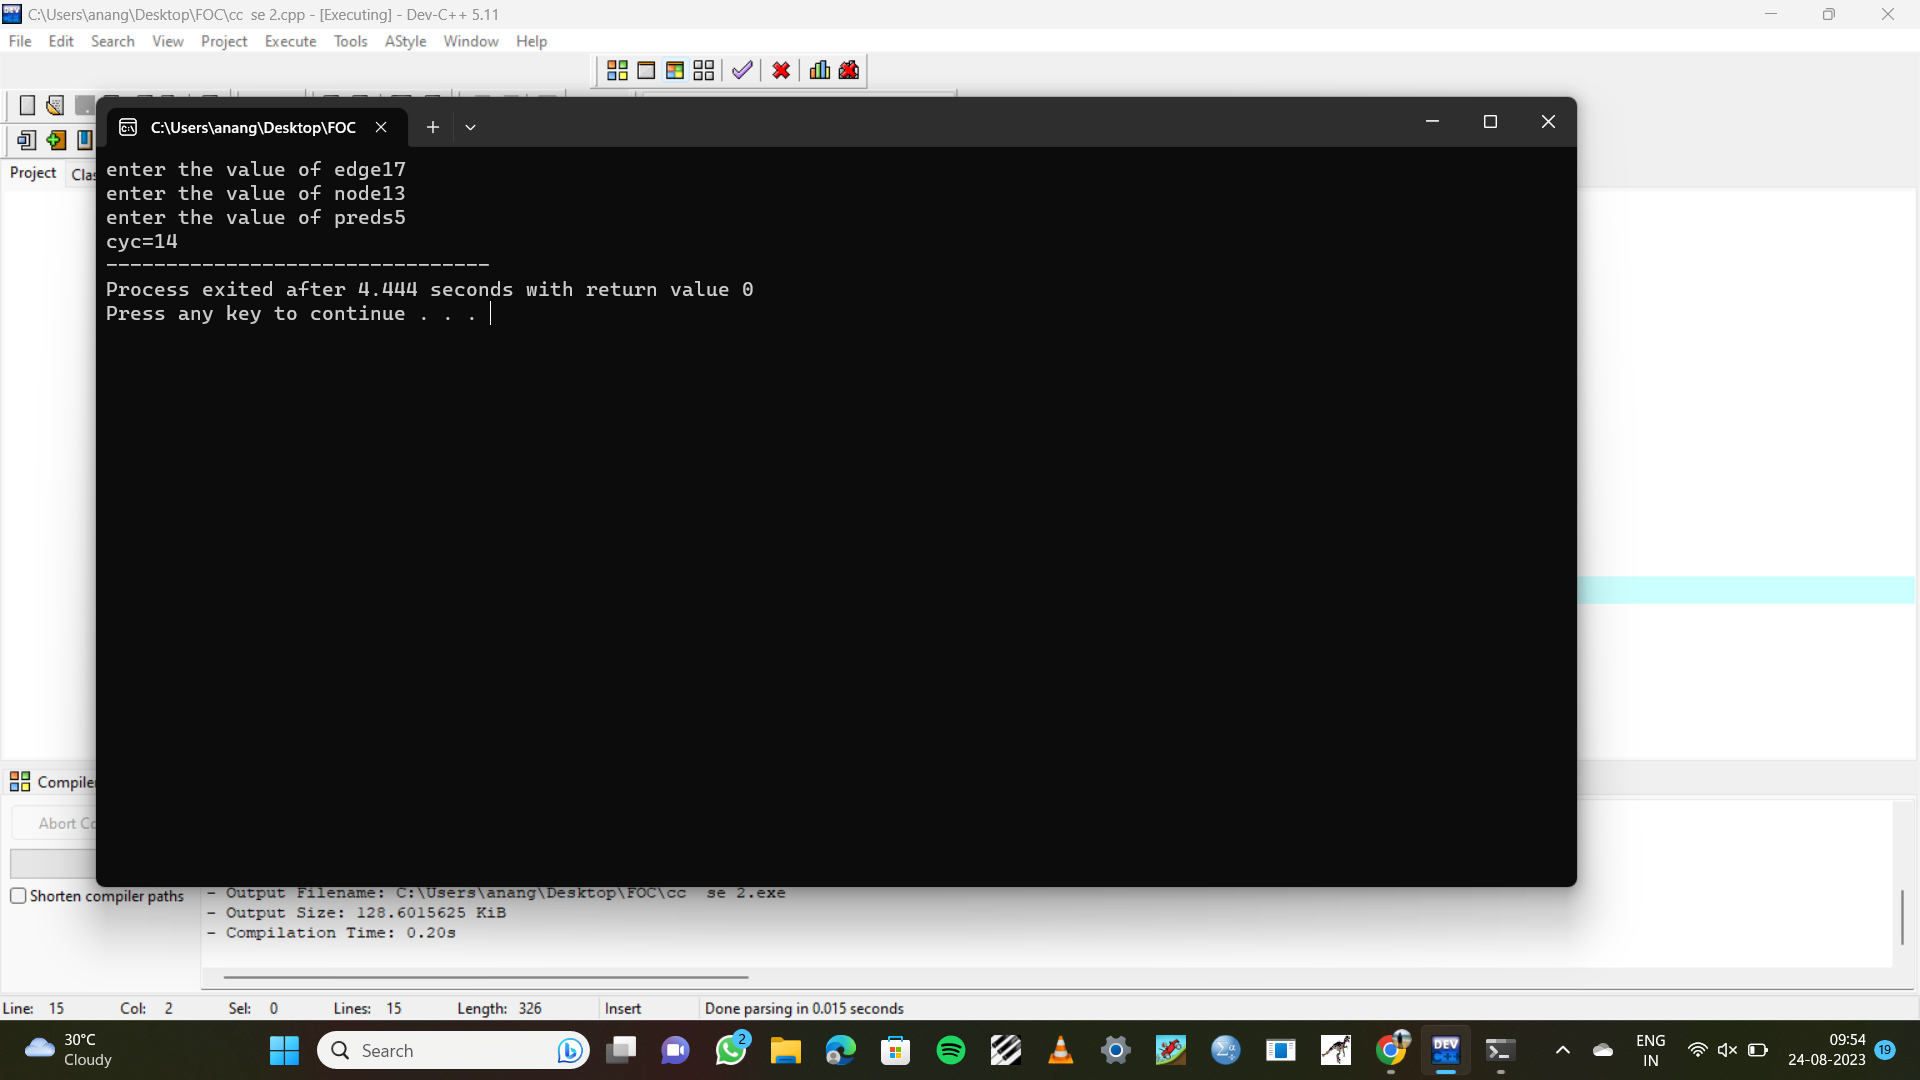 C:\Users\anang\Desktop\FOC\cc  se 2.cpp - [Executing] - Dev-C++ 5.11
File Edit Search View Project Execute Tools AStyle Window Help
C:\Users\anang\Desktop\FOC
Project
enter the value of edge17
enter the value of node13
enter the value of preds5
cyc=14
--------------------------------
Process exited after 4.444 seconds with return value 0
Press any key to continue . . .
Compiler
Abort
Shorten compiler paths
- Output Filename: C:\Users\anang\Desktop\FOC\cc  se 2.exe
- Output Size: 128.6015625 KiB
- Compilation Time: 0.20s
Line: 15 Col: 2 Sel: 0 Lines: 15 Length: 326 Insert Done parsing in 0.015 seconds
30°C
Cloudy
Search
2
DEV
ENG
IN
09:54
24-08-2023
19